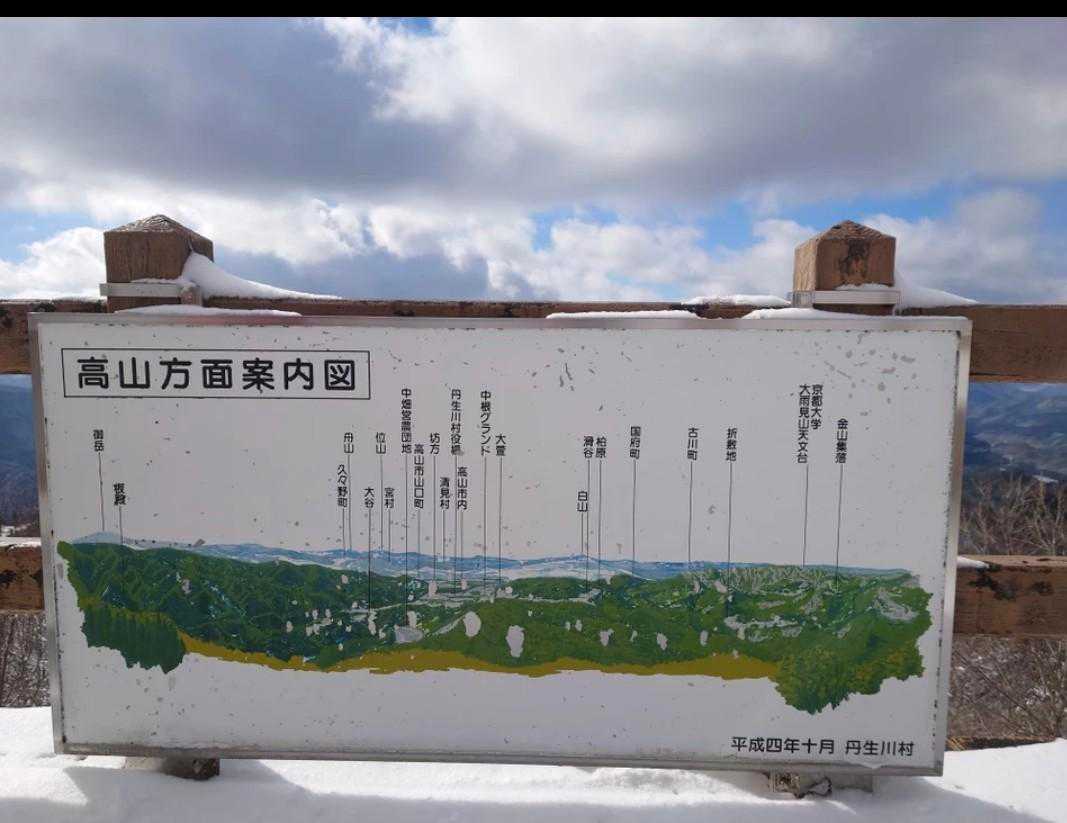 高山方面案内図
御岳
根殿
舟山
久々野町
位山
大谷
宮村
中畑営農団地
高山市山口町
坊方
清見村
丹生川村役場
高山市内
中根グランド
大萱
白山
滑谷
柏原
国府町
古川町
折敷地
京都大学
大雨見山天文台
金山集落
平成四年十月 丹生川村